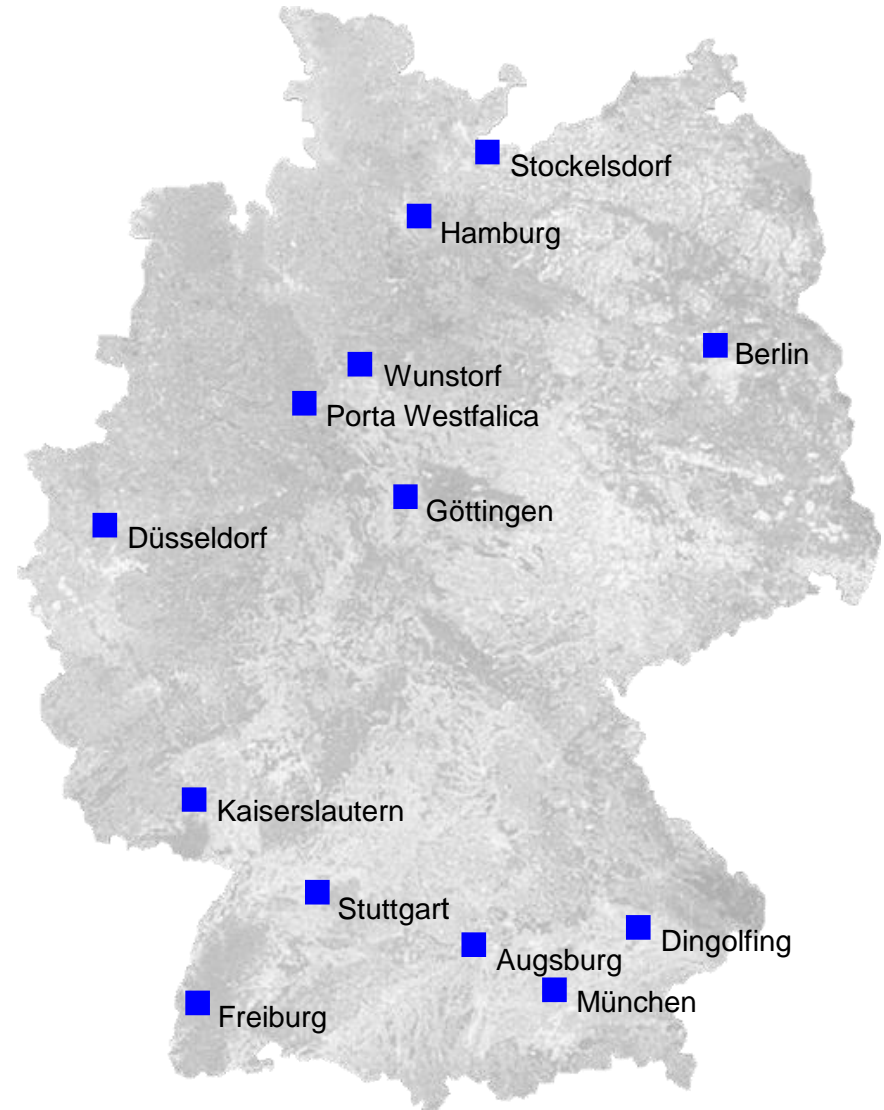 Stockelsdorf
Hamburg
Berlin
Wunstorf
Porta Westfalica
Göttingen
Düsseldorf
Kaiserslautern
Stuttgart
Dingolfing
Augsburg
München
Freiburg